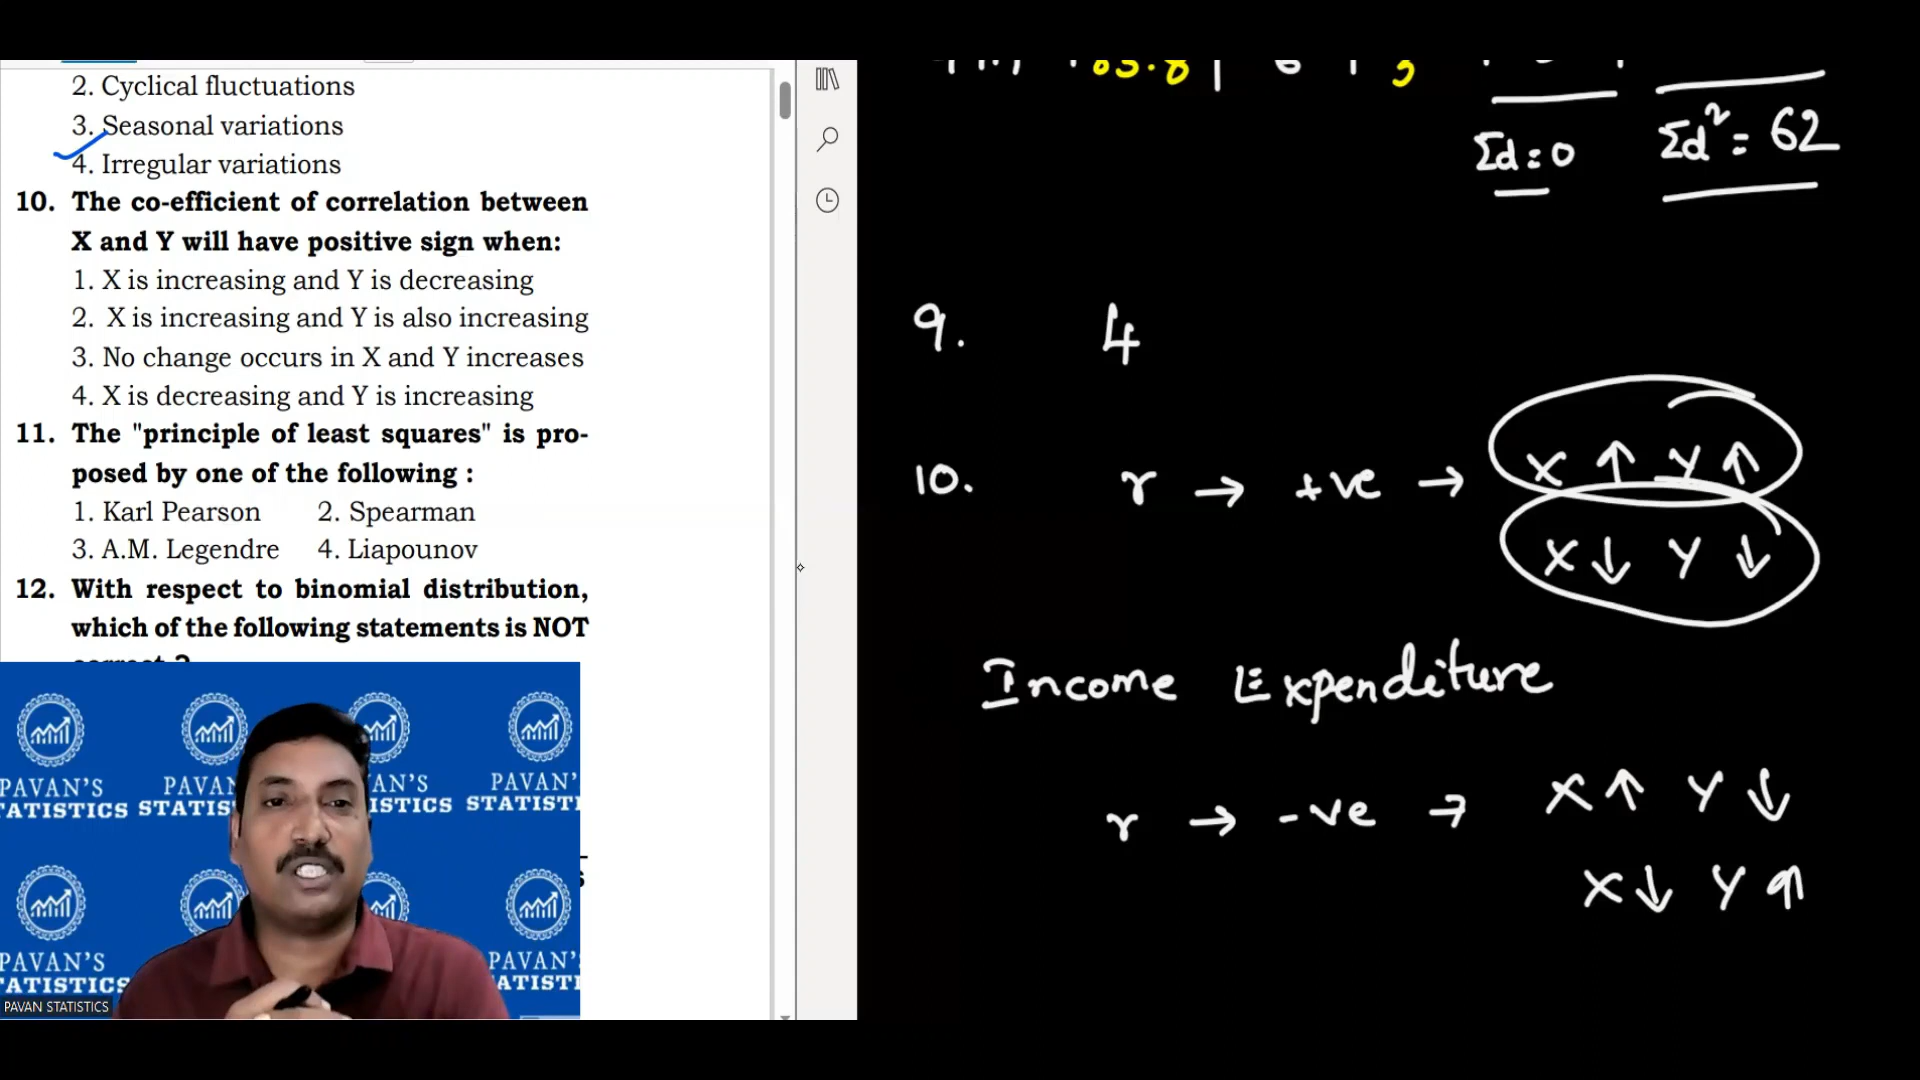 2. Cyclical fluctuations
3. Seasonal variations
4. Irregular variations
10. The co-efficient of correlation between
X and Y will have positive sign when:
1. X is increasing and Y is decreasing
2. X is increasing and Y is also increasing
3. No change occurs in X and Y increases
4. X is decreasing and Y is increasing
11. The "principle of least squares" is pro-
posed by one of the following :
1. Karl Pearson 2. Spearman
3. A.M. Legendre 4. Liapounov
12. With respect to binomial distribution,
which of the following statements is NOT
PAVAN'S PAVAN'S PAVAN'S
STATISTICS STATISTICS
PAVAN'S PAVAN'S
PAVAN STATISTICS
Σd = 0 Σd² = 62
9. 4
10. r → +ve → X ↑ Y ↑
X ↓ Y ↓
Income Expenditure
r → -ve → X ↑ Y ↓
X ↓ Y ↑